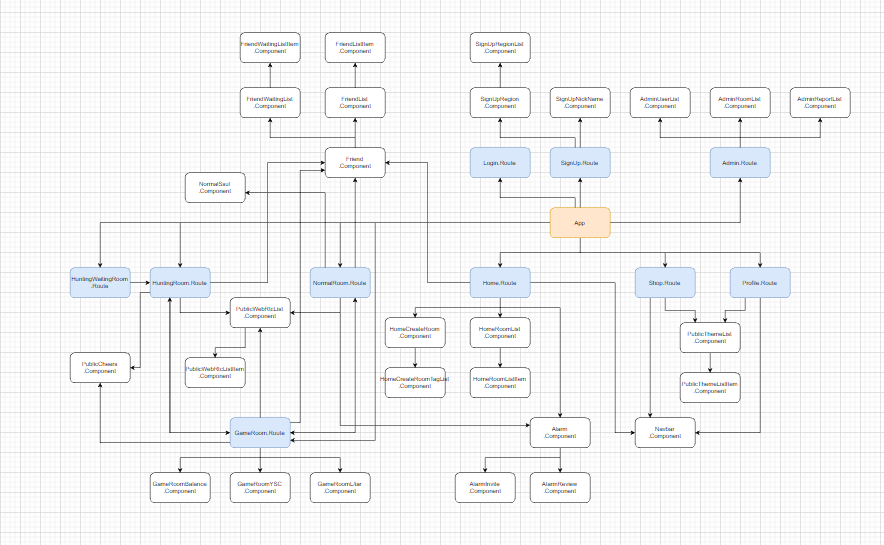 FriendWaitingListItem
.Component
FriendListItem
.Component
SignUpRegionList
.Component
FriendWaitingList
.Component
FriendList
.Component
SignUpRegion
.Component
SignUpNickName
.Component
AdminUserList
.Component
AdminRoomList
.Component
AdminReportList
.Component
Friend
.Component
Login.Route
SignUp.Route
Admin.Route
NormalSsul
.Component
App
HuntingWaitingRoom
.Route
HuntingRoom.Route
NormalRoom.Route
Home.Route
Shop.Route
Profile.Route
PublicWebRtcList
.Component
HomeCreateRoom
.Component
HomeRoomList
.Component
PublicThemeList
.Component
PublicCheers
.Component
PublicWebRtcListItem
.Component
HomeCreateRoomTagList
.Component
HomeRoomListItem
.Component
PublicThemeListItem
.Component
GameRoom.Route
Alarm
.Component
Navbar
.Component
GameRoomBalance
.Component
GameRoomYSC
.Component
GameRoomLiar
.Component
AlarmInvite
.Component
AlarmReview
.Component